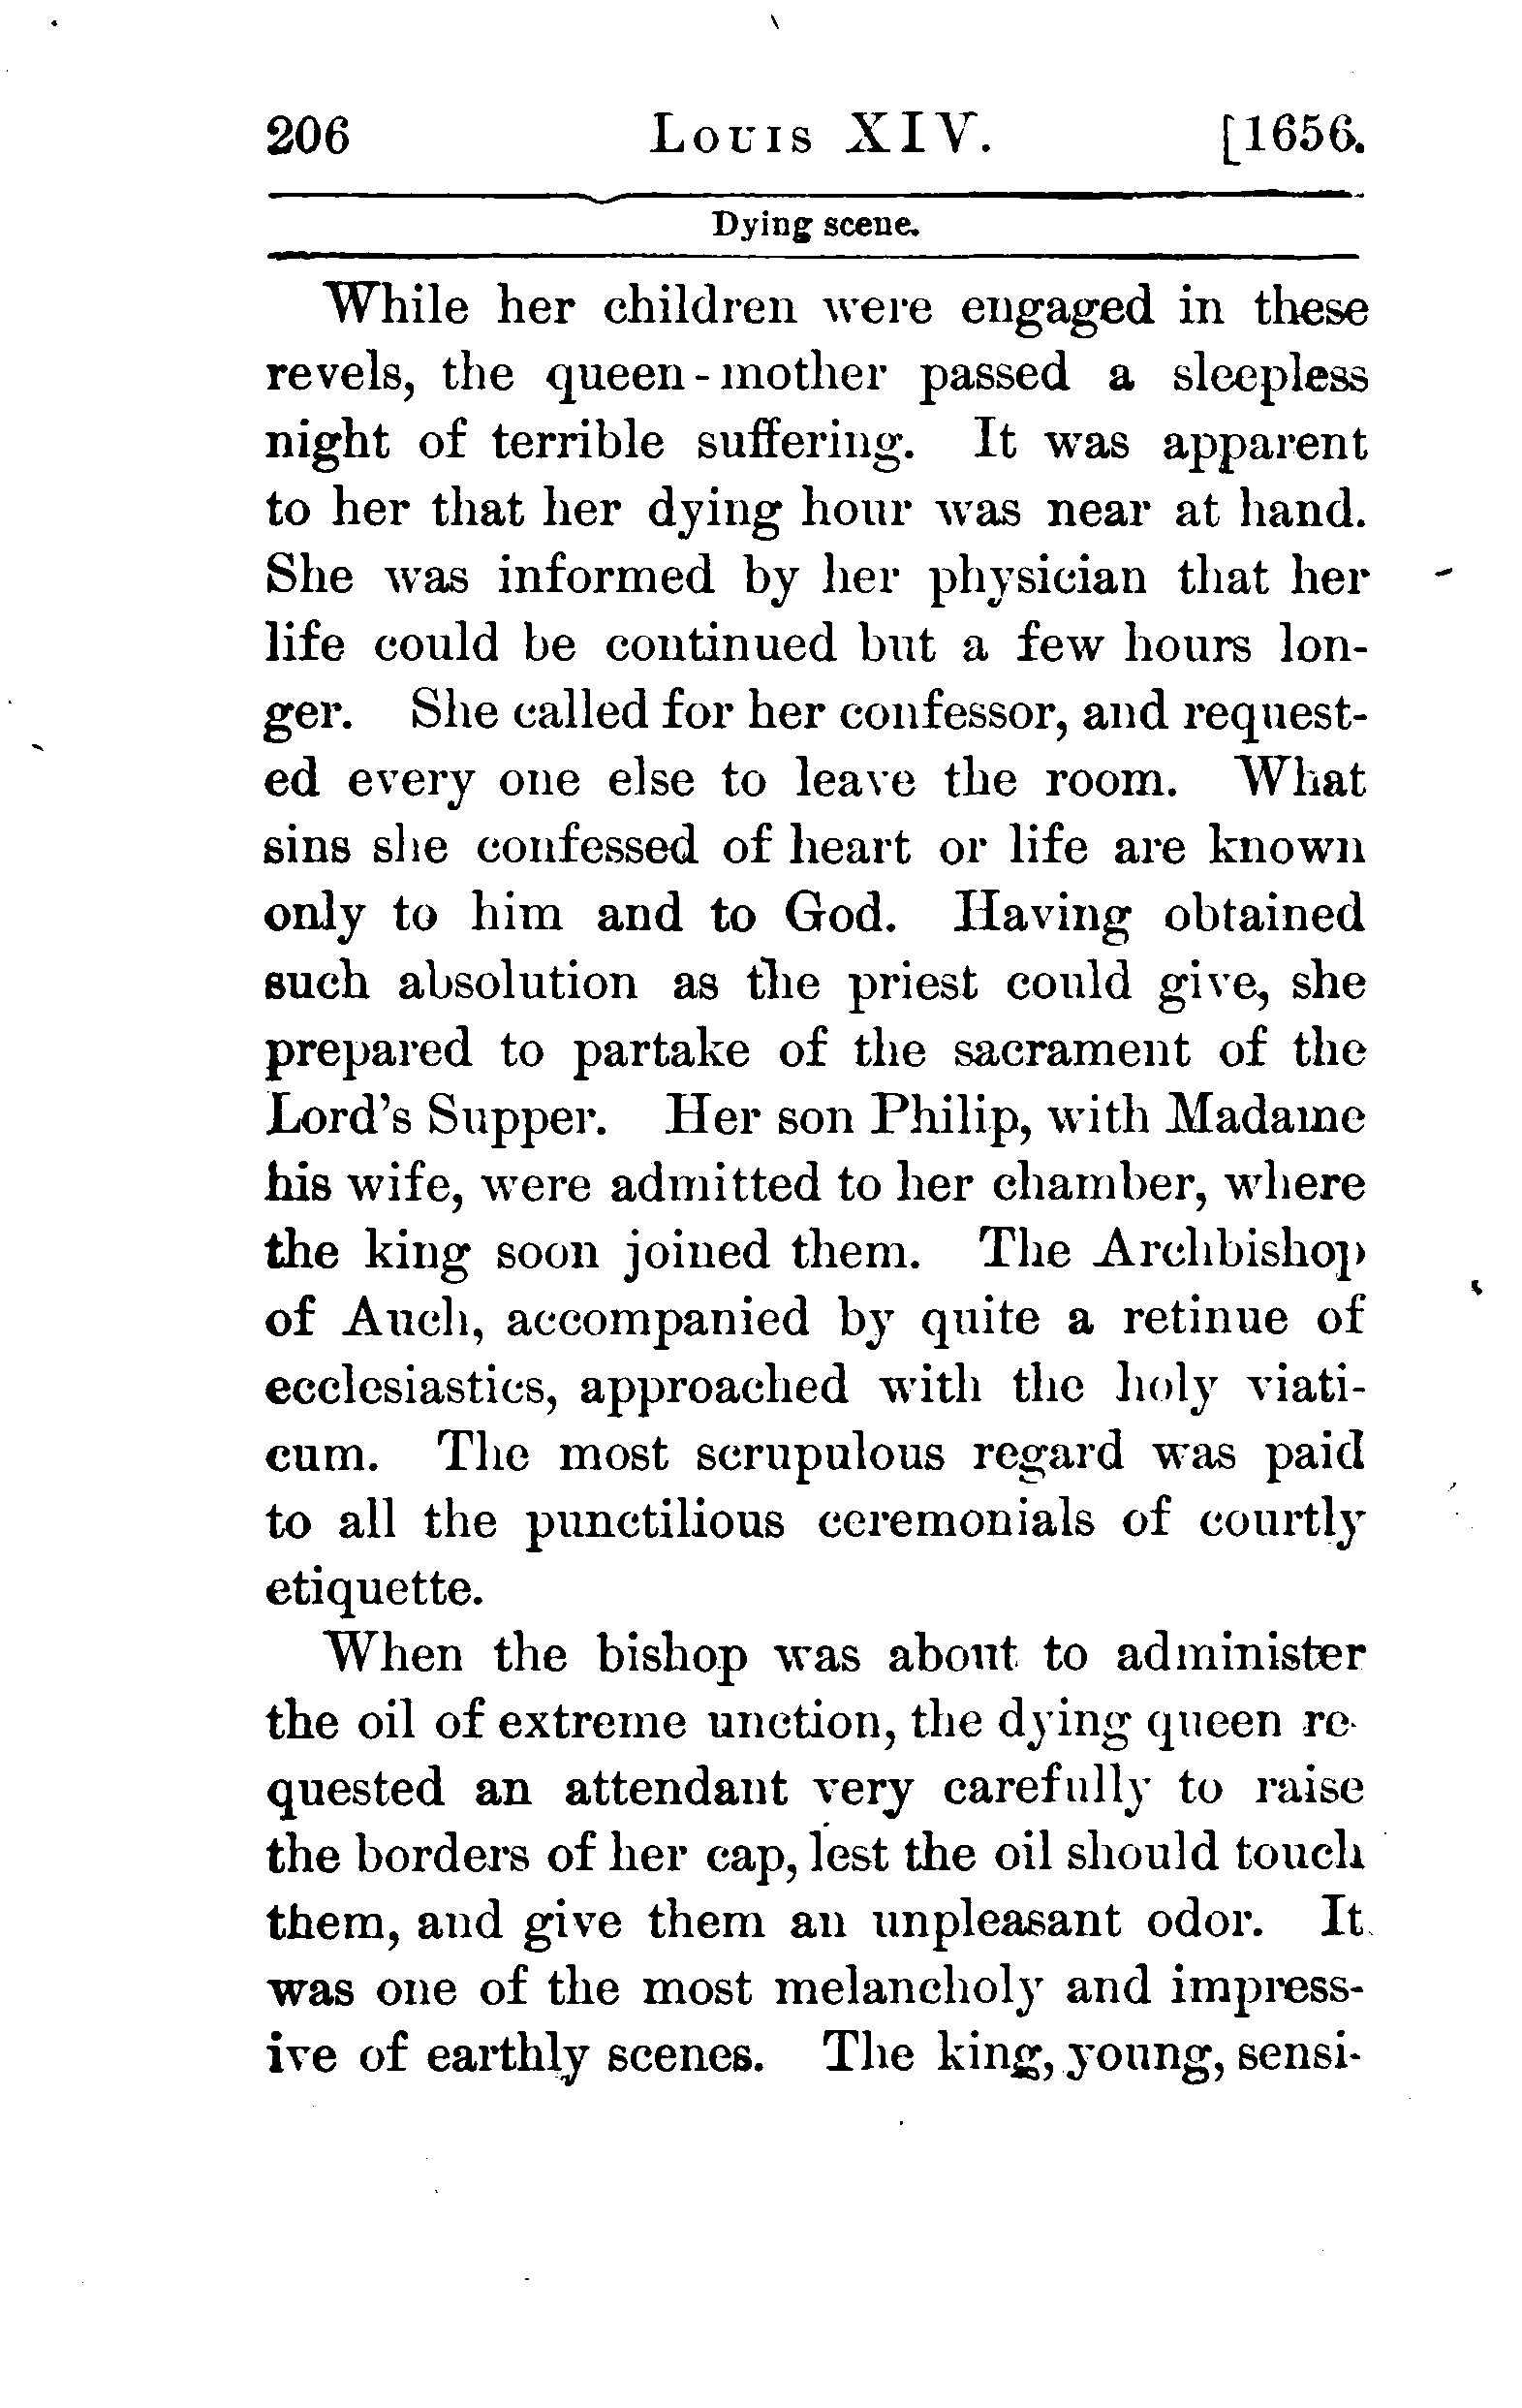 206 Louis XIV. [1656.
Dying scene.
While her children were engaged in these
revels, the queen-mother passed a sleepless
night of terrible suffering. It was apparent
to her that her dying hour was near at hand.
She was informed by her physician that her
life could be continued but a few hours lon-
ger. She called for her confessor, and request-
ed every one else to leave the room. What
sins she confessed of heart or life are known
only to him and to God. Having obtained
such absolution as the priest could give, she
prepared to partake of the sacrament of the
Lord's Supper. Her son Philip, with Madame
his wife, were admitted to her chamber, where
the king soon joined them. The Archbishop
of Auch, accompanied by quite a retinue of
ecclesiastics, approached with the holy viati-
cum. The most scrupulous regard was paid
to all the punctilious ceremonials of courtly
etiquette.
When the bishop was about to administer
the oil of extreme unction, the dying queen re-
quested an attendant very carefully to raise
the borders of her cap, lest the oil should touch
them, and give them an unpleasant odor. It
was one of the most melancholy and impress-
ive of earthly scenes. The king, young, sensi-